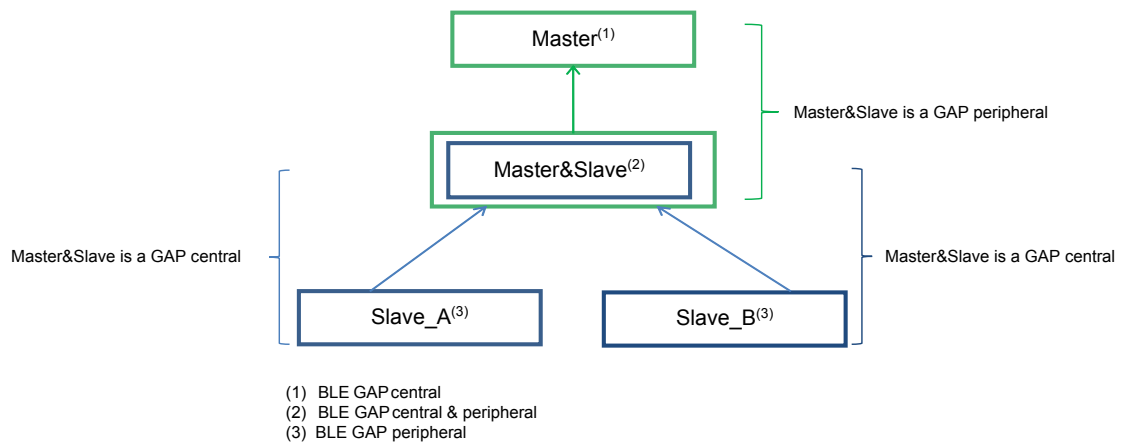 Master(1)
Master&Slave is a GAP peripheral
Master&Slave(2)
Master&Slave is a GAP central
Master&Slave is a GAP central
Slave_A(3)
Slave_B(3)
(1) BLE GAP central
(2) BLE GAP central & peripheral
(3) BLE GAP peripheral